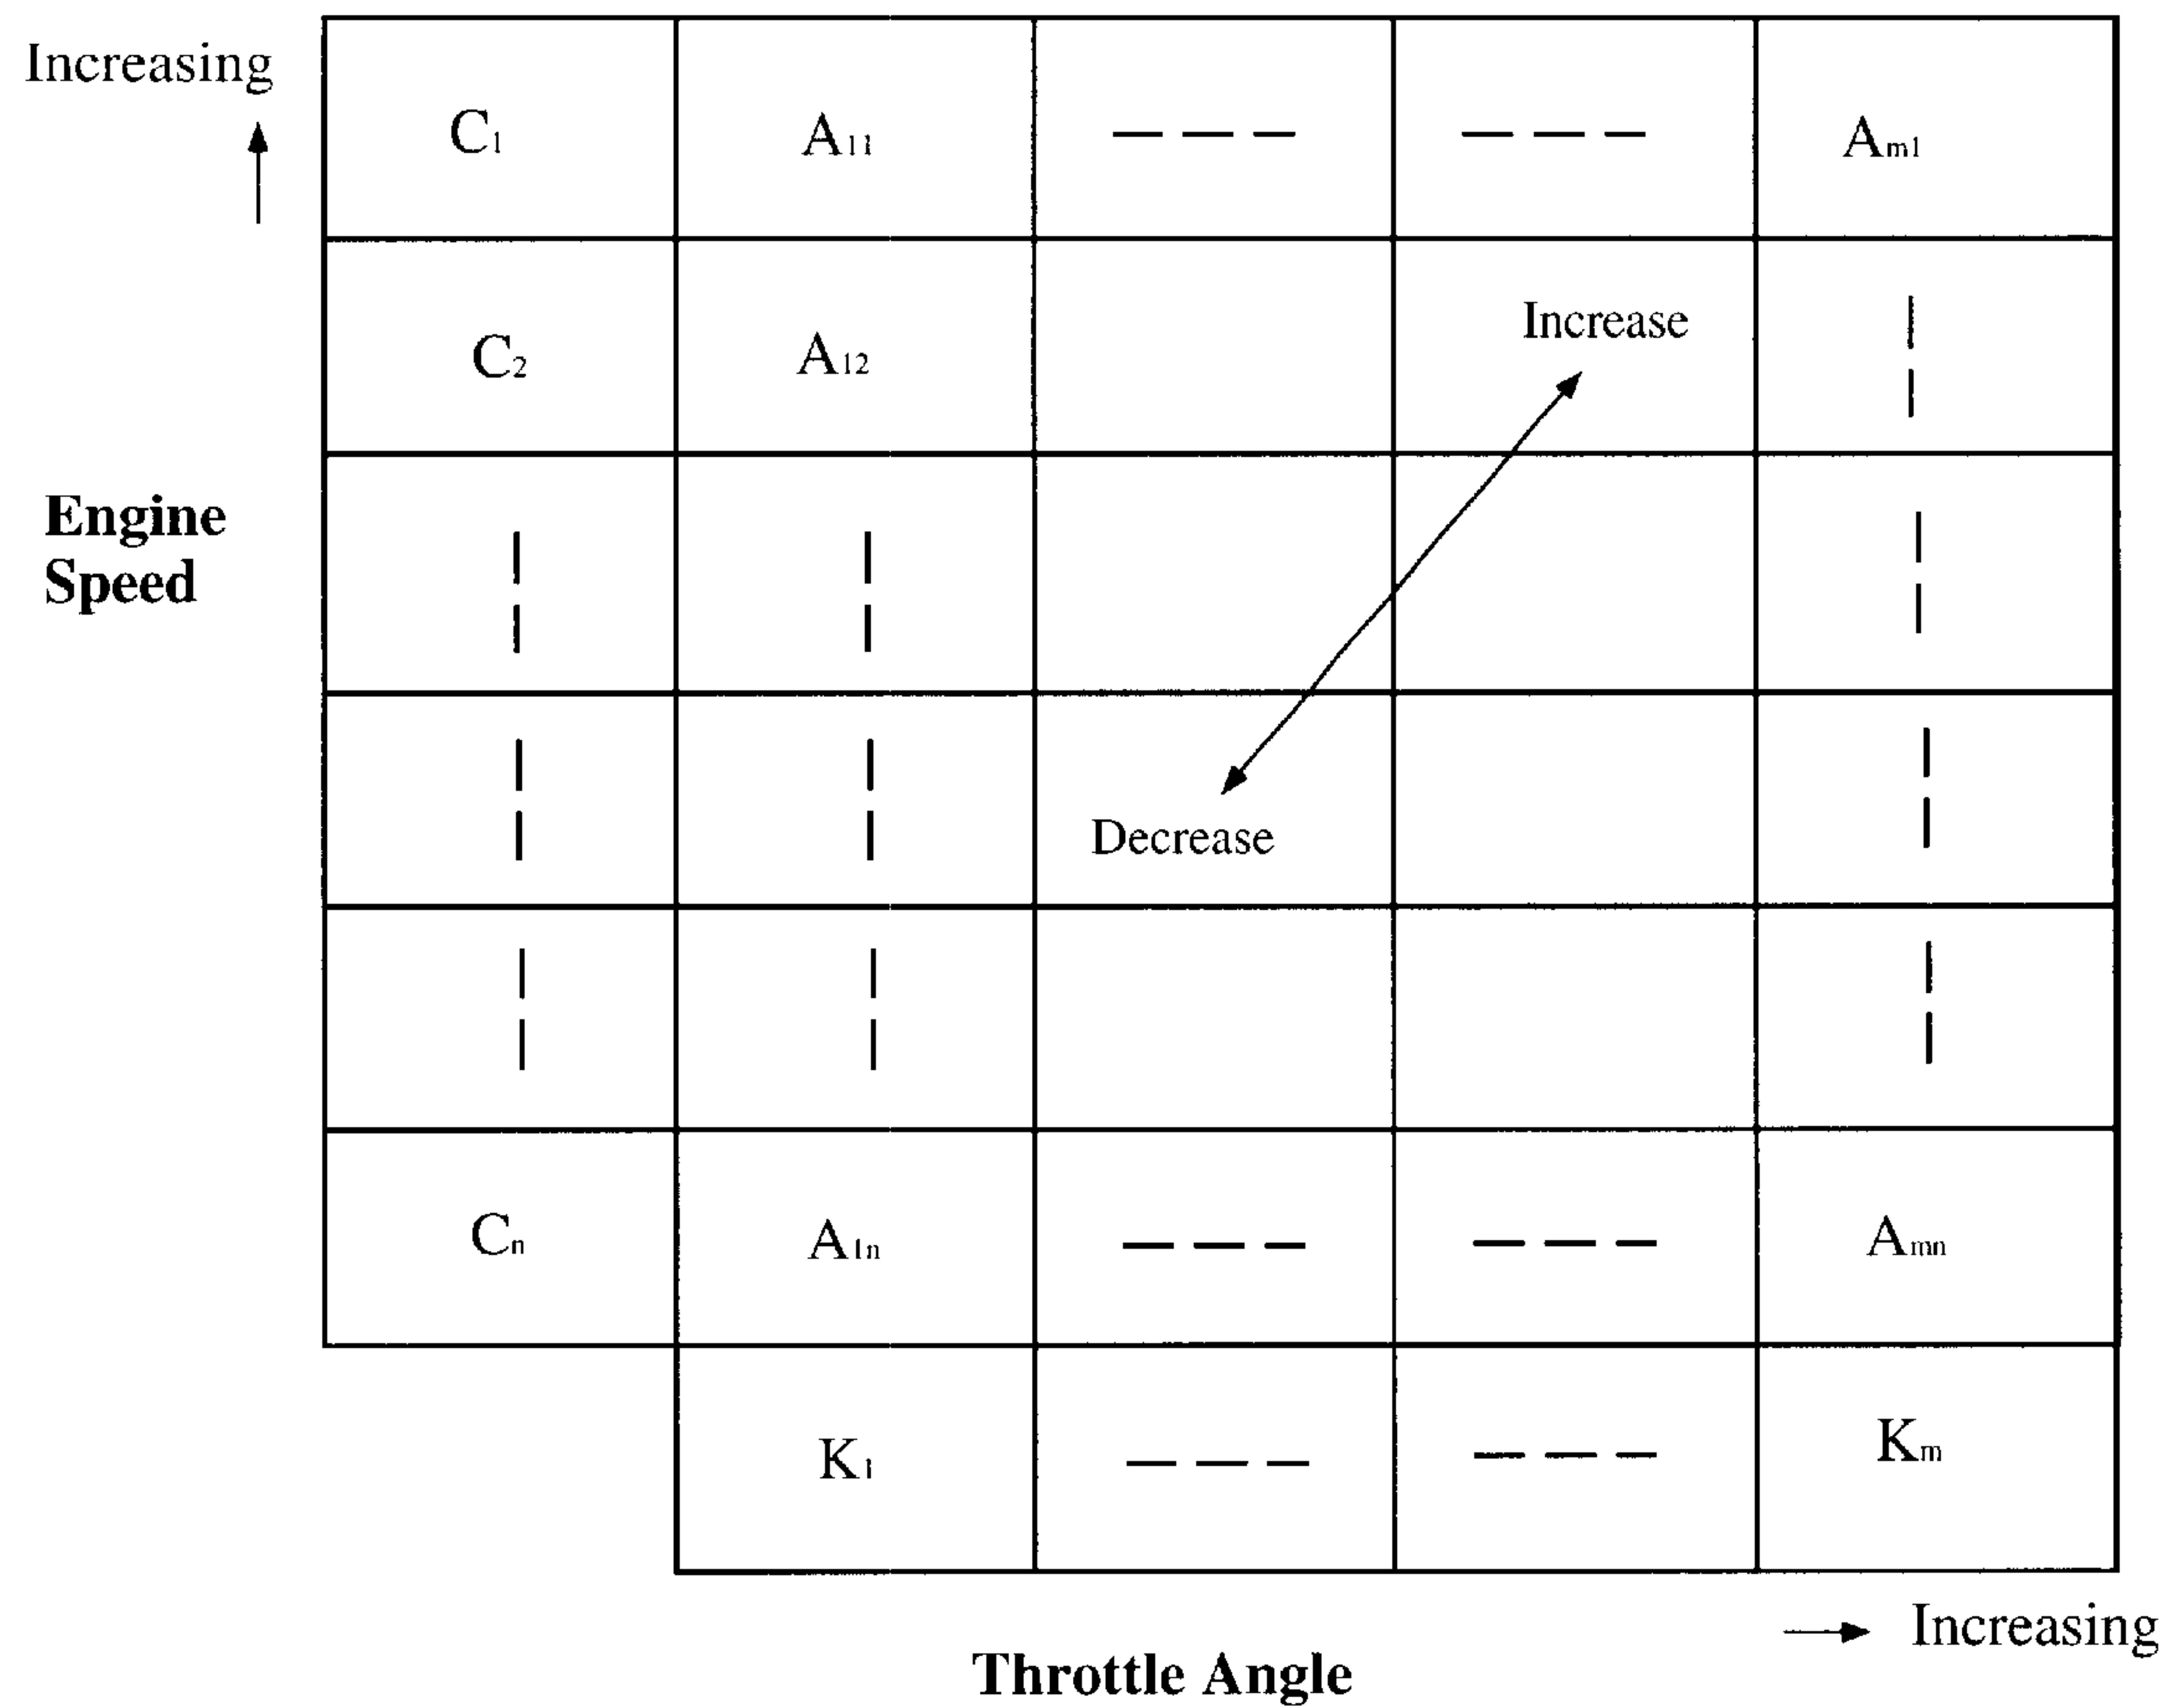 Increasing
C1 A11 Am1
C2 A12 Increase
Engine
Speed
Decrease
Cn A1n Amn
K1 Km
Increasing
Throttle Angle